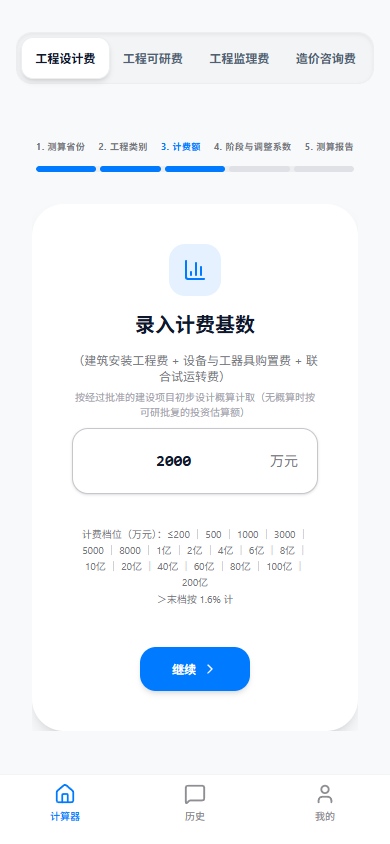 工程设计费 工程可研费 工程监理费 造价咨询费
1. 测算省份 2. 工程类别 3. 计费额 4. 阶段与调整系数 5. 测算报告
录入计费基数
（建筑安装工程费 + 设备与工器具购置费 + 联
合试运转费）
按经过批准的建设项目初步设计概算计取（无概算时按
可研批复的投资估算额）
2000 万元
计费档位（万元）：≤200 | 500 | 1000 | 3000 |
5000 | 8000 | 1亿 | 2亿 | 4亿 | 6亿 | 8亿 |
10亿 | 20亿 | 40亿 | 60亿 | 80亿 | 100亿 |
200亿
＞末档按 1.6% 计
继续
计算器 历史 我的